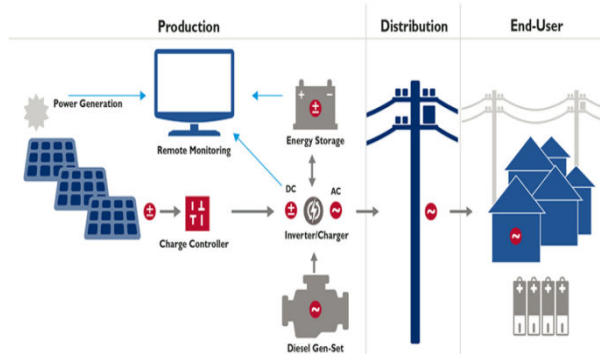 Production
Distribution
End-User
Power Generation
Remote Monitoring
Energy Storage
DC
AC
Charge Controller
Inverter/Charger
Diesel Gen-Set